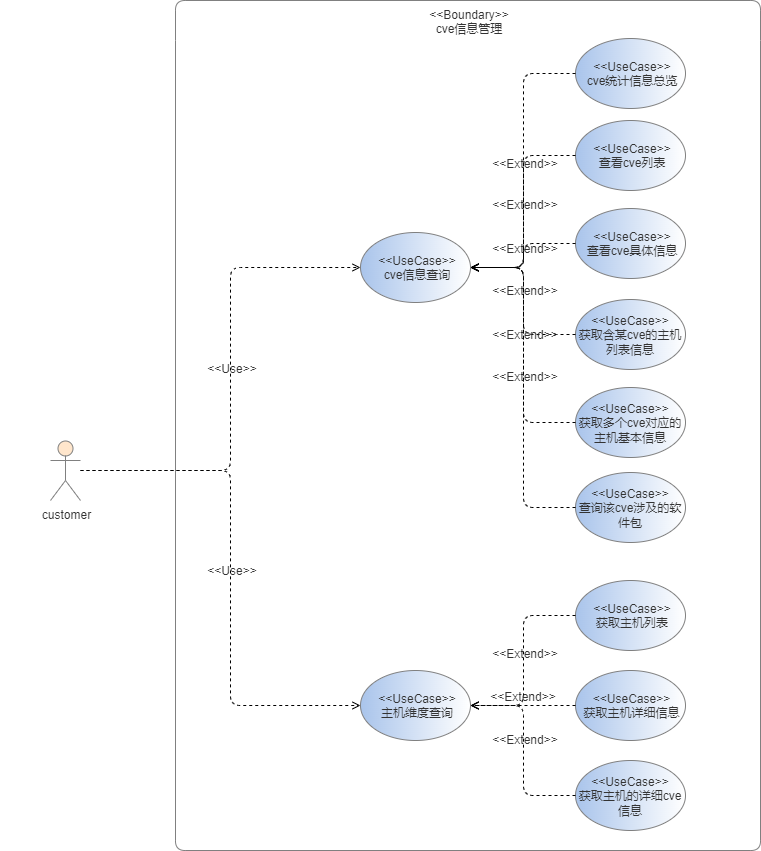 <<Boundary>>
cve信息管理
<<UseCase>>
cve统计信息总览
<<UseCase>>
查看cve列表
<<Extend>>
<<Extend>>
<<UseCase>>
查看cve具体信息
<<Extend>>
<<UseCase>>
cve信息查询
<<Extend>>
<<UseCase>>
获取含某cve的主机
列表信息
<<Extend>>
<<Use>>
<<Extend>>
<<UseCase>>
获取多个cve对应的
主机基本信息
<<UseCase>>
查询该cve涉及的软
件包
customer
<<Use>>
<<UseCase>>
获取主机列表
<<Extend>>
<<UseCase>>
主机维度查询
<<Extend>>
<<UseCase>>
获取主机详细信息
<<Extend>>
<<UseCase>>
获取主机的详细cve
信息